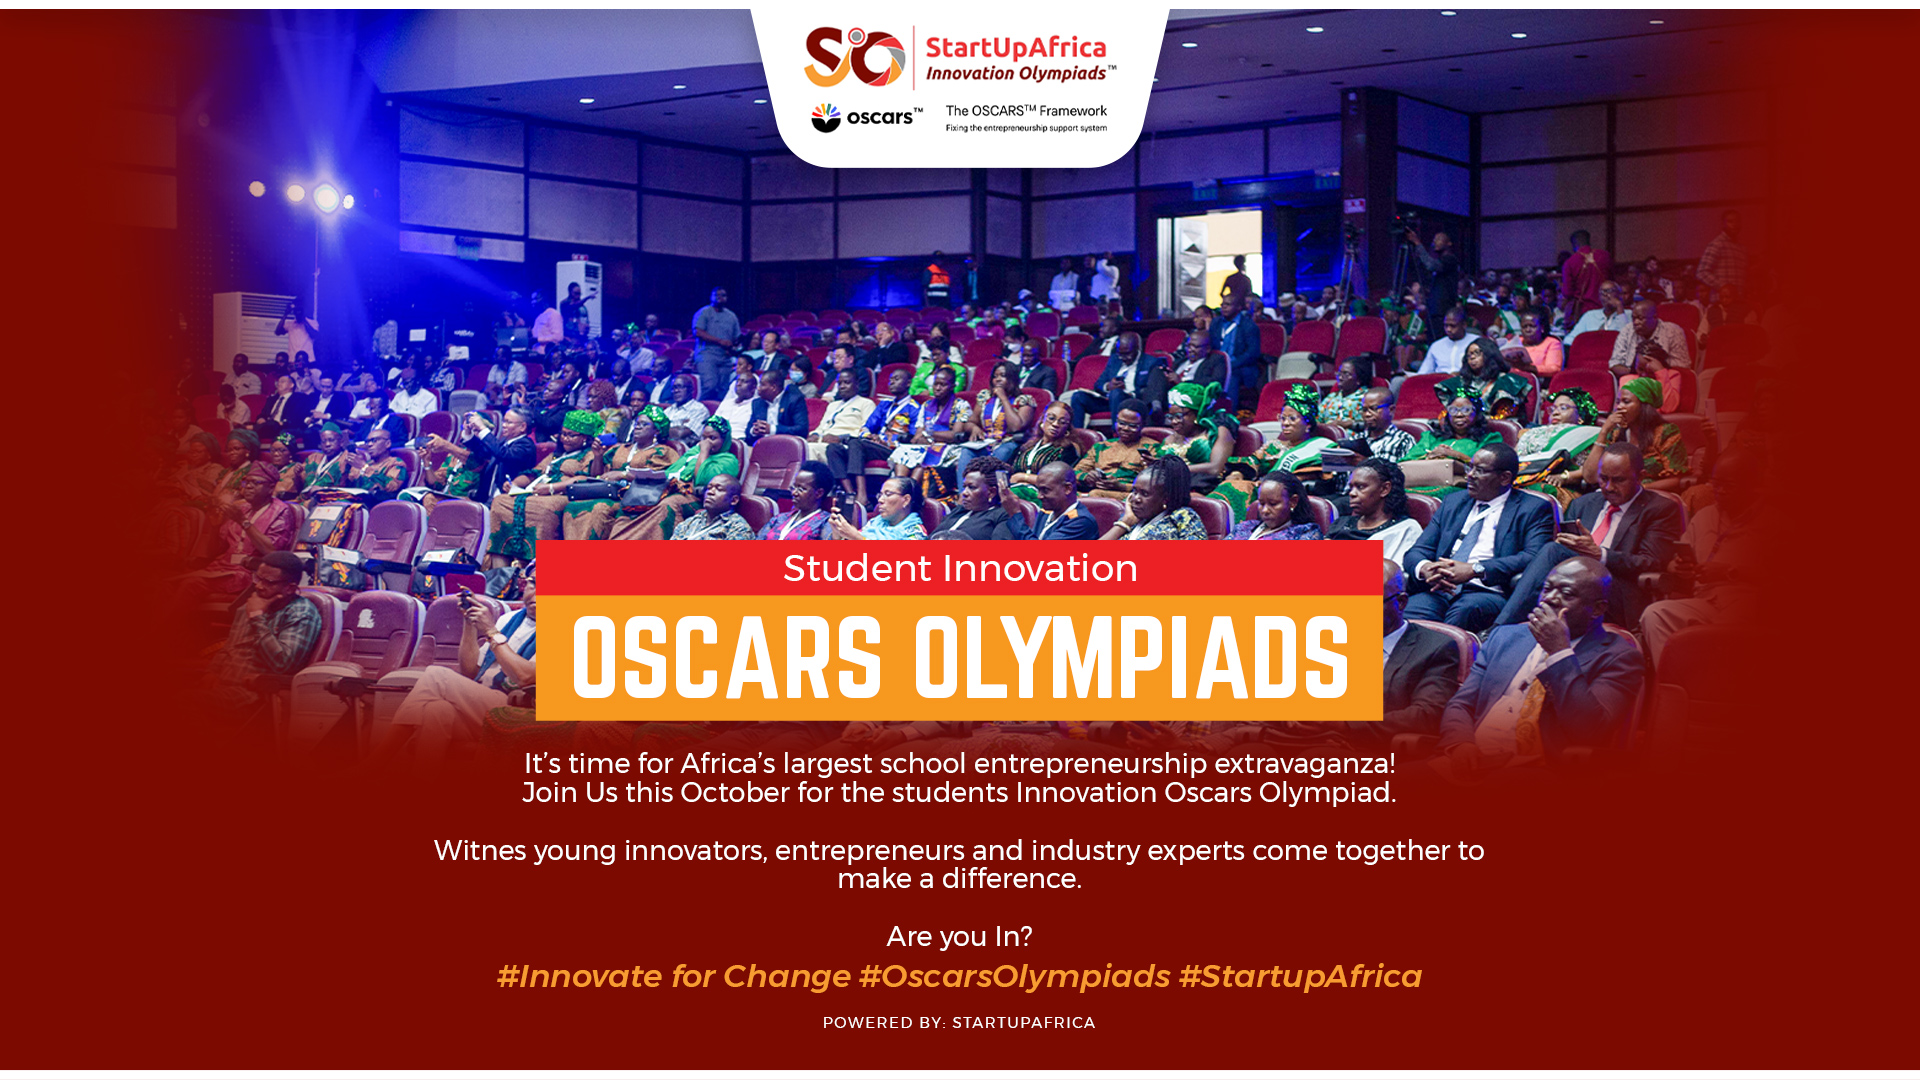 SIO
StartUpAfrica
Innovation Olympiads™
oscars™
The OSCARS™ Framework
Fixing the entrepreneurship support system
Student Innovation
OSCARS OLYMPIADS
It's time for Africa's largest school entrepreneurship extravaganza!
Join Us this October for the students Innovation Oscars Olympiad.
Witnes young innovators, entrepreneurs and industry experts come together to
make a difference.
Are you In?
#Innovate for Change #OscarsOlympiads #StartupAfrica
POWERED BY: STARTUPAFRICA